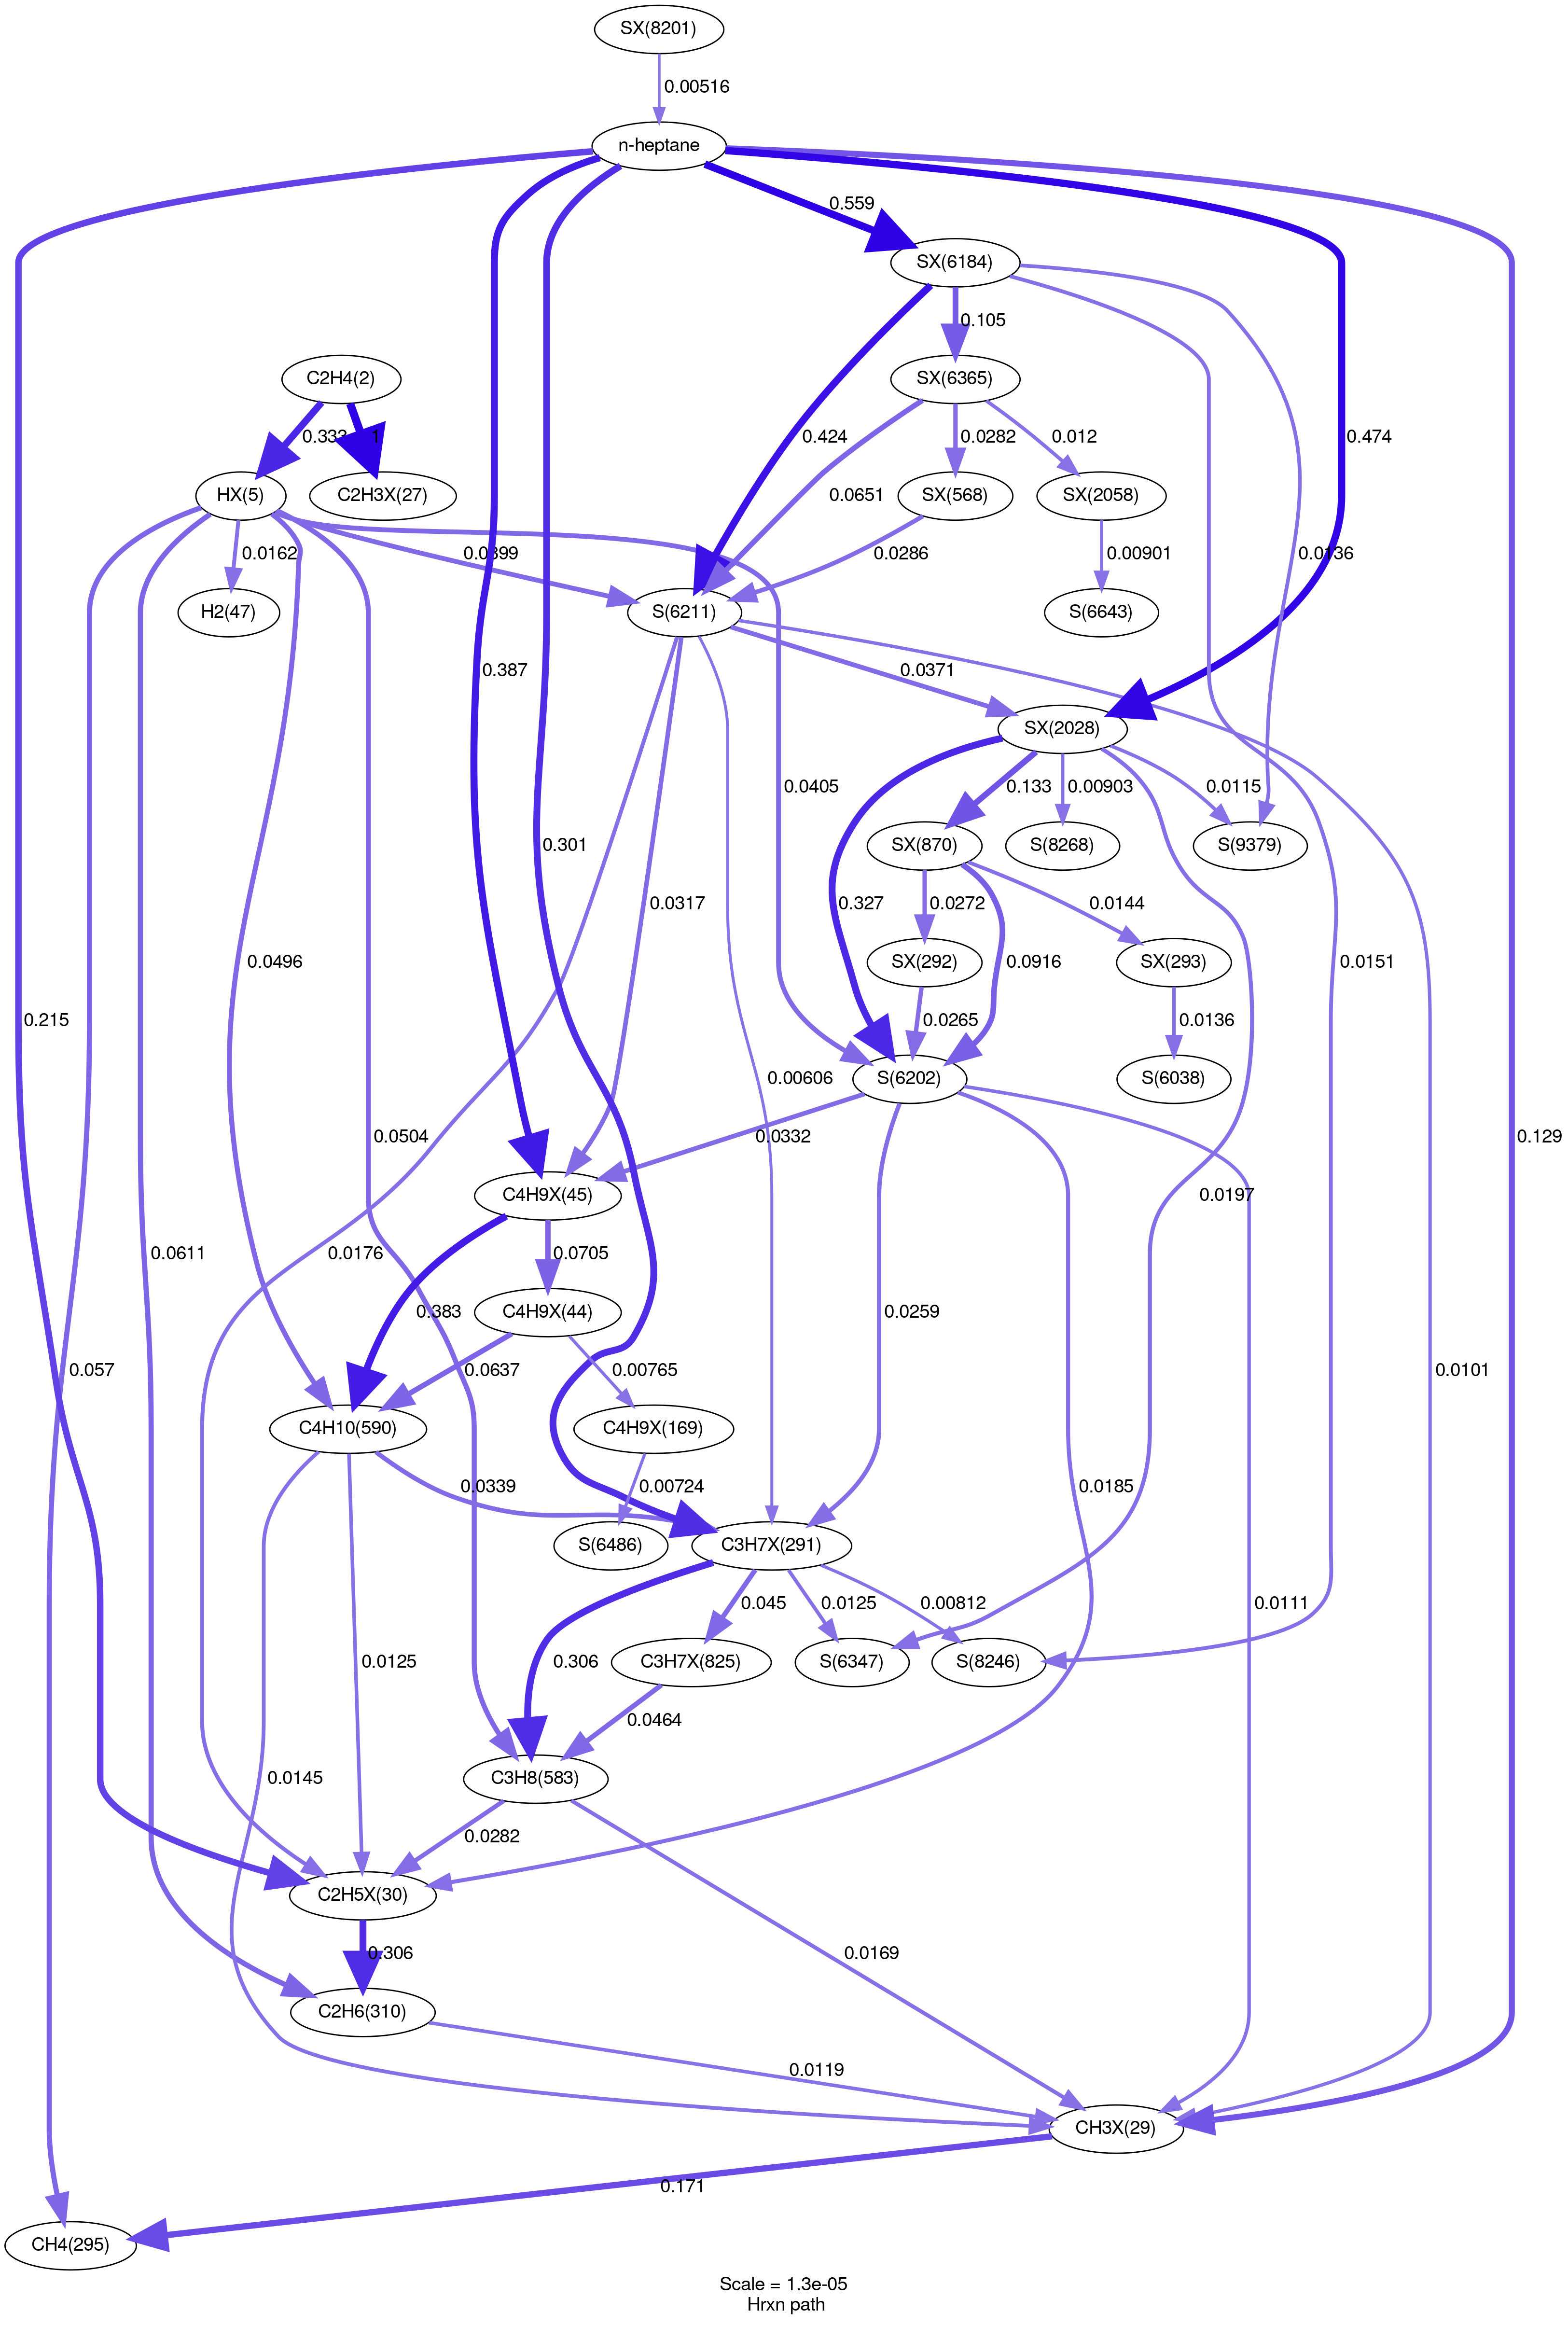 SX(8201)
0.00516
n-heptane
0.559
SX(6184)
0.105
C2H4(2)
SX(6365)
0.333
1
0.424
0.0282
0.012
0.474
HX(5)
C2H3X(27)
0.0651
SX(568)
SX(2058)
0.0162
0.0399
0.0286
0.00901
0.0136
H2(47)
S(6211)
S(6643)
0.387
0.0371
SX(2028)
0.0405
0.133
0.00903
0.0115
0.301
SX(870)
S(8268)
S(9379)
0.0317
0.327
0.0272
0.0144
0.0496
0.0916
SX(292)
SX(293)
0.0151
0.215
0.0265
0.0136
0.00606
S(6202)
S(6038)
0.0504
0.0332
0.129
C4H9X(45)
0.0197
0.0611
0.0176
0.0705
0.383
C4H9X(44)
0.0259
0.057
0.0637
0.00765
0.0101
C4H10(590)
C4H9X(169)
0.0339
0.00724
0.0185
S(6486)
C3H7X(291)
0.045
0.0125
0.00812
0.0111
0.0125
0.306
C3H7X(825)
S(6347)
S(8246)
0.0464
0.0145
C3H8(583)
0.0282
C2H5X(30)
0.306
0.0169
C2H6(310)
0.0119
CH3X(29)
0.171
CH4(295)
Scale = 1.3e-05
Hrxn path